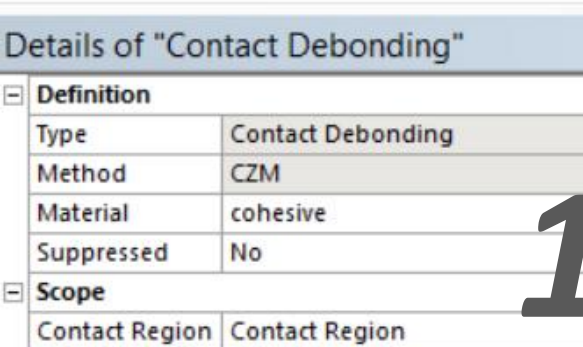 Details of "Contact Debonding"
Definition
Type Contact Debonding
Method CZM
Material cohesive
Suppressed No
1
Scope
Contact Region Contact Region